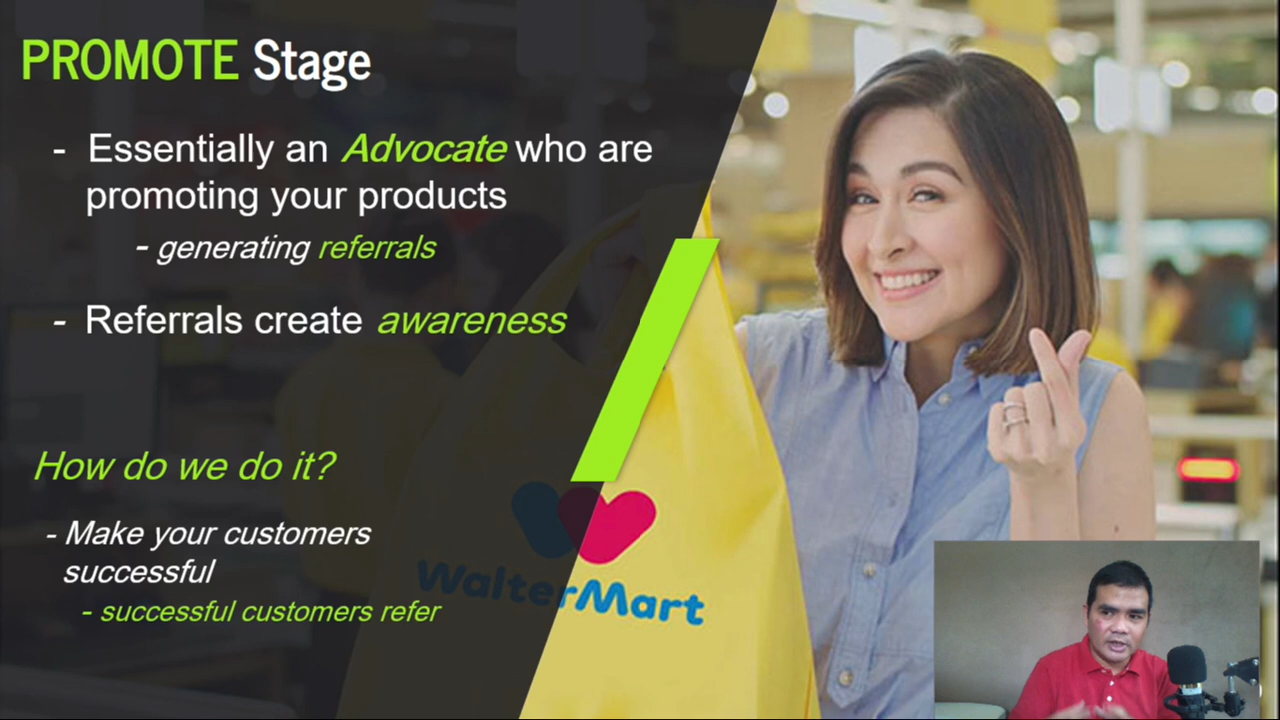 PROMOTE Stage
- Essentially an Advocate who are
promoting your products
- generating referrals
- Referrals create awareness
How do we do it?
- Make your customers
successful
- successful customers refer
WalterMart